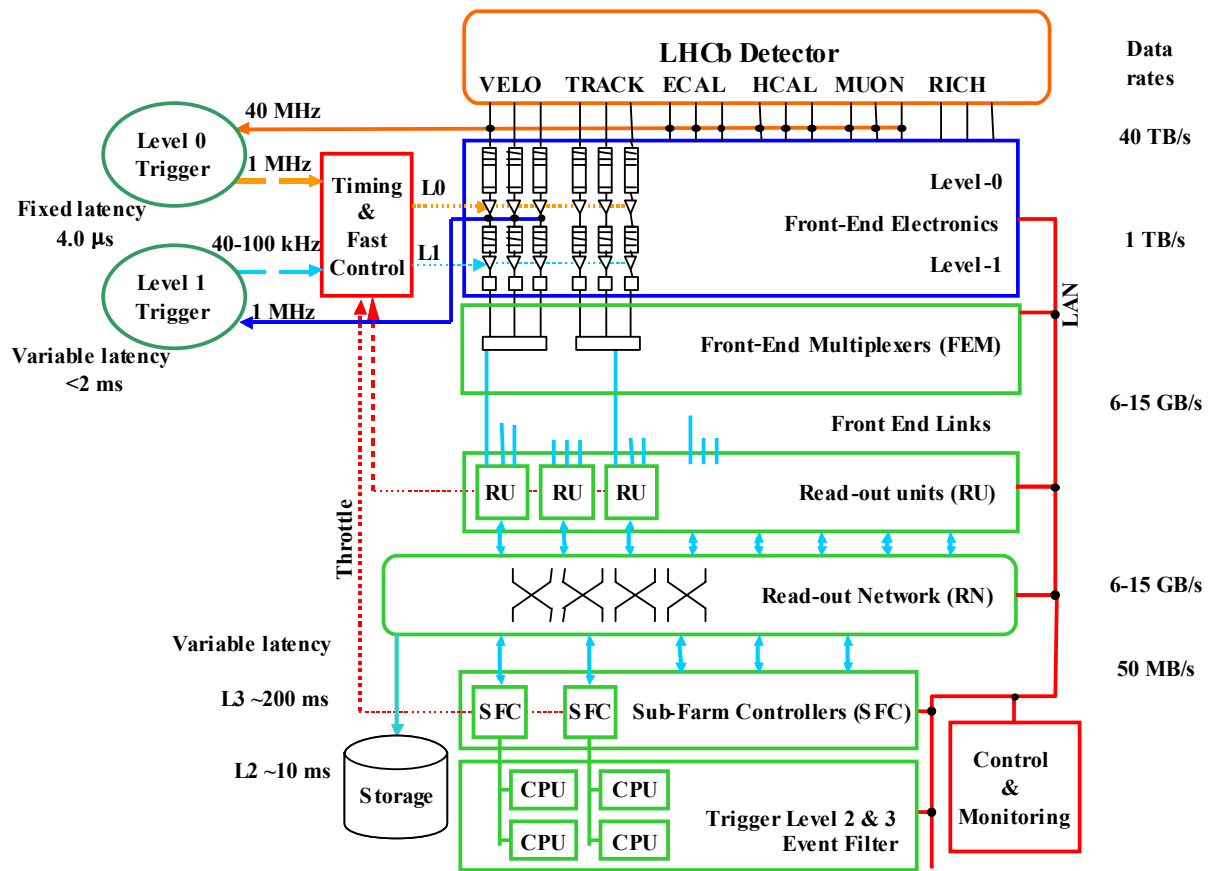 LHCb Detector
Data
rates
VELO TRACK ECAL HCAL MUON RICH
40 MHz
40 TB/s
Level 0
Trigger
1 MHz
Timing
&
Fast
Control
L0
Level-0
Front-End Electronics
Level-1
Fixed latency
4.0 μs
40-100 kHz
L1
1 TB/s
Level 1
Trigger
1 MHz
LAN
Variable latency
<2 ms
Front-End Multiplexers (FEM)
6-15 GB/s
Front End Links
RU RU RU
Read-out units (RU)
Throttle
Read-out Network (RN)
6-15 GB/s
Variable latency
50 MB/s
L3 ~200 ms
SFC SFC
Sub-Farm Controllers (SFC)
L2 ~10 ms
Storage
CPU CPU
CPU CPU
Trigger Level 2 & 3
Event Filter
Control
&
Monitoring